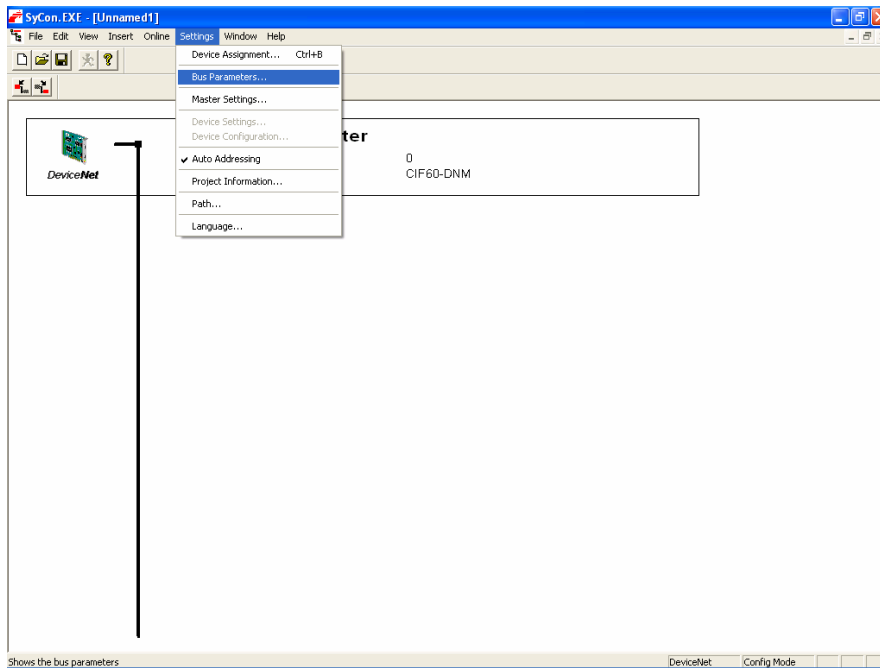 SyCon.EXE - [Unnamed1]
File Edit View Insert Online Settings Window Help
Device Assignment... Ctrl+B
Bus Parameters...
Master Settings...
Device Settings...
Device Configuration...
Auto Addressing
Project Information...
Path...
Language...
ter
0
CIF60-DNM
DeviceNet
Shows the bus parameters
DeviceNet Config Mode